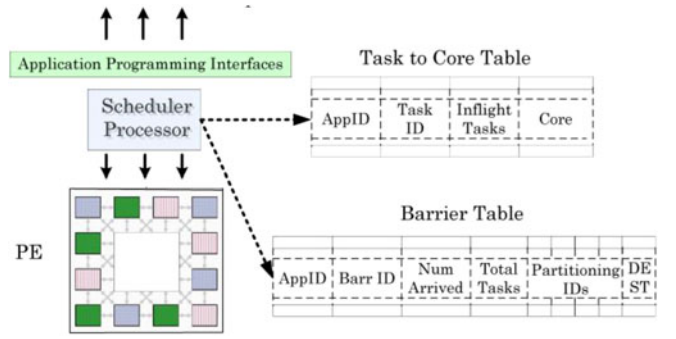 Task to Core Table
Application Programming Interfaces
Scheduler
Processor
AppID
Task
ID
Inflight
Tasks
Core
Barrier Table
PE
AppID
Barr ID
Num
Arrived
Total
Tasks
Partitioning
IDs
DE
ST